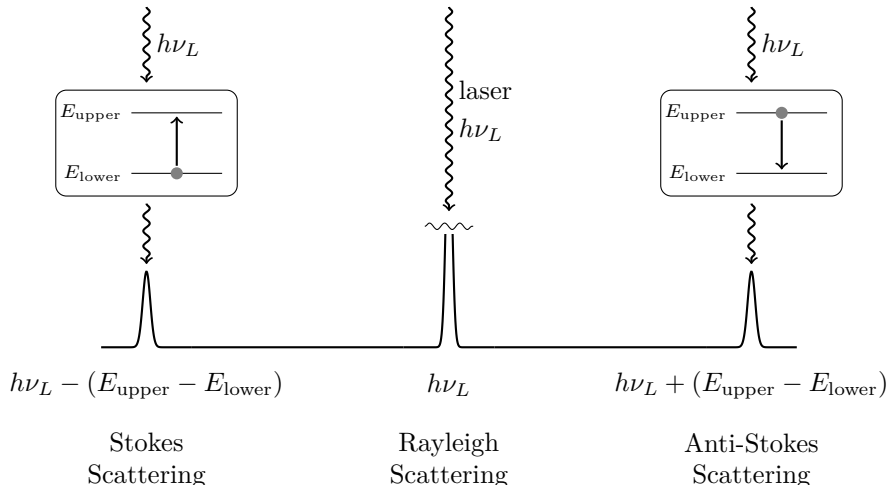 hν_L
E_upper
E_lower
hν_L − (E_upper − E_lower)
Stokes
Scattering
laser
hν_L
hν_L
Rayleigh
Scattering
hν_L
E_upper
E_lower
hν_L + (E_upper − E_lower)
Anti-Stokes
Scattering